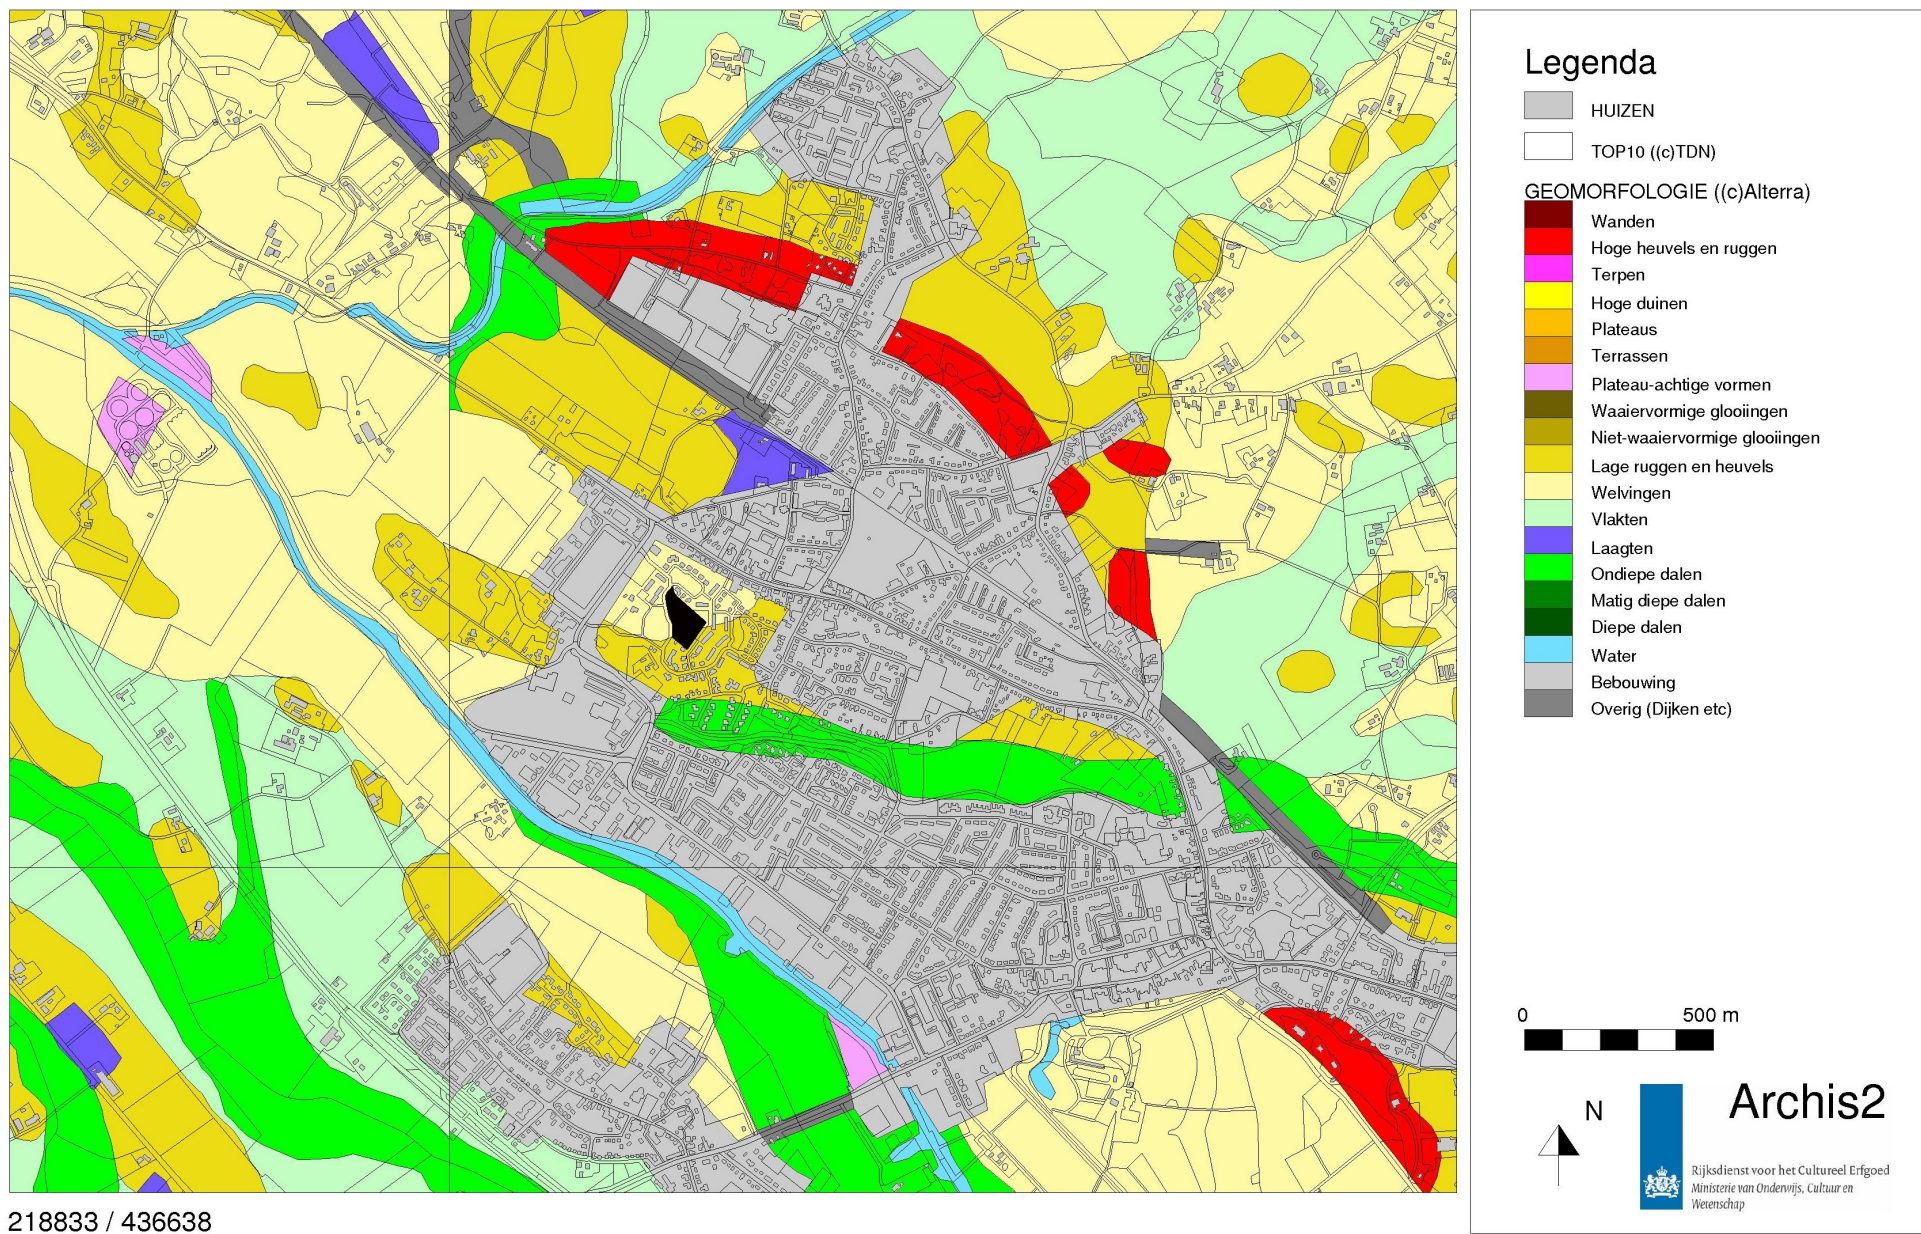 Legenda
HUIZEN
TOP10 ((c)TDN)
GEOMORFOLOGIE ((c)Alterra)
Wanden
Hoge heuvels en ruggen
Terpen
Hoge duinen
Plateaus
Terrassen
Plateau-achtige vormen
Waaiervormige glooiingen
Niet-waaiervormige glooiingen
Lage ruggen en heuvels
Welvingen
Vlakten
Laagten
Ondiepe dalen
Matig diepe dalen
Diepe dalen
Water
Bebouwing
Overig (Dijken etc)
0 500 m
N
Archis2
Rijksdienst voor het Cultureel Erfgoed
Ministerie van Onderwijs, Cultuur en
Wetenschap
218833 / 436638